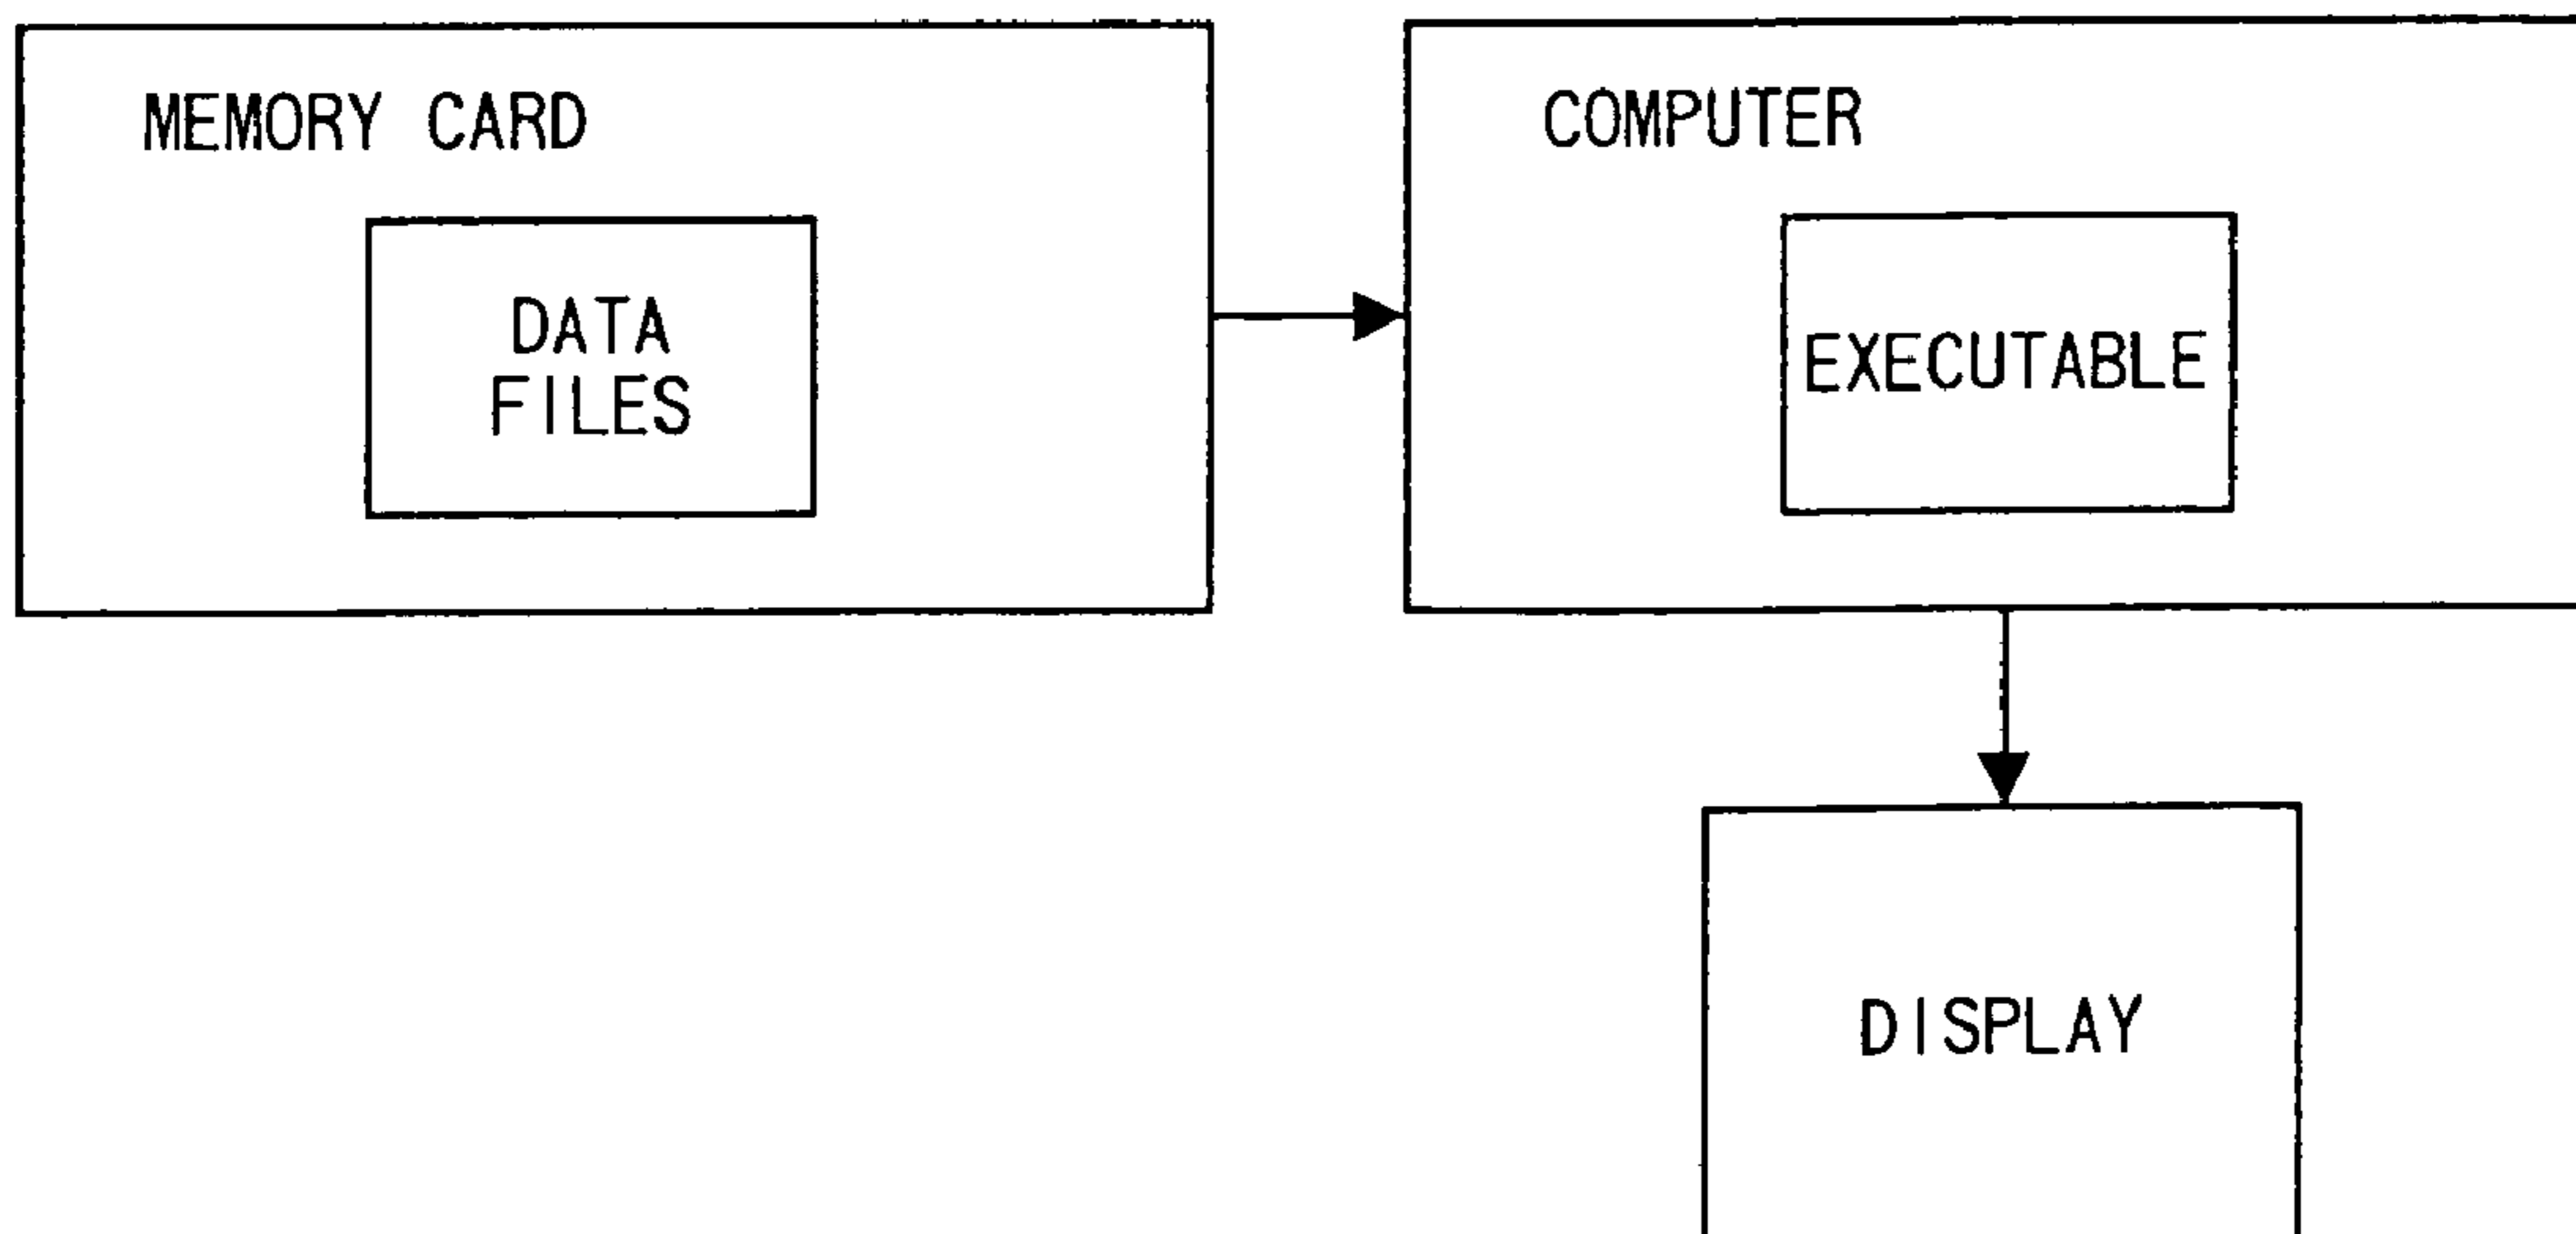 MEMORY CARD
DATA
FILES
COMPUTER
EXECUTABLE
DISPLAY